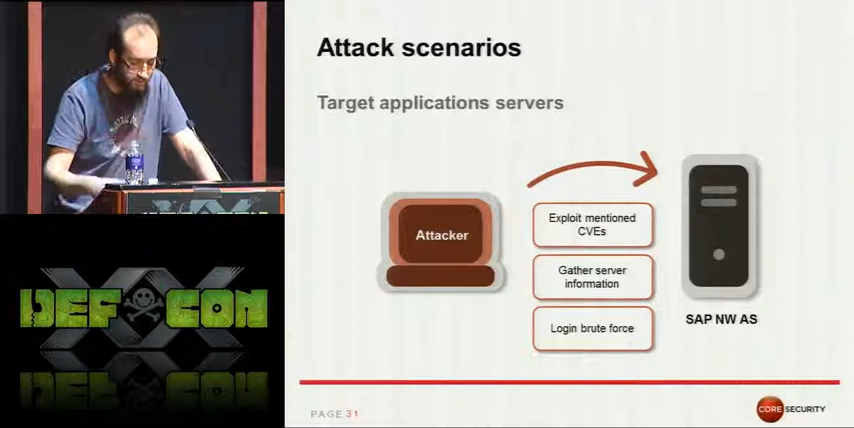 Attack scenarios
Target applications servers
Attacker
Exploit mentioned
CVEs
Gather server
information
Login brute force
SAP NW AS
XX
DEF CON
PAGE 31
CORE SECURITY